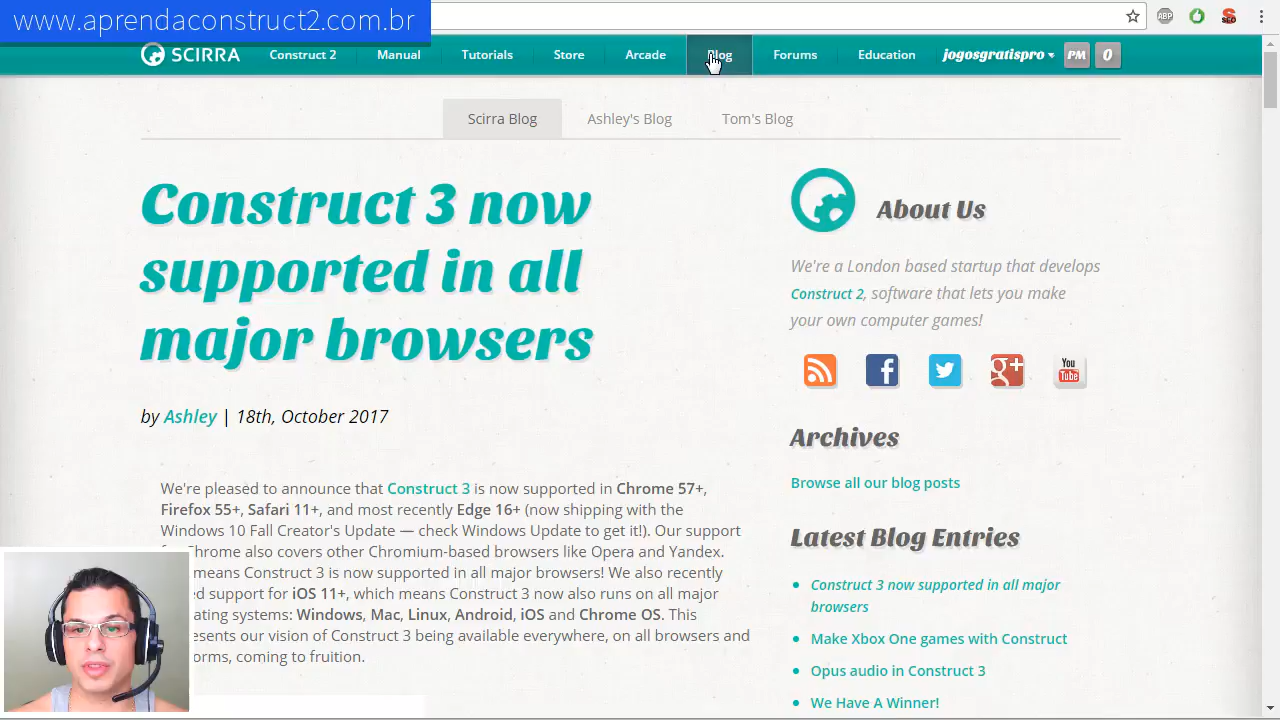 www.aprendaconstruct2.com.br
SCIRRA
Construct 2
Manual
Tutorials
Store
Arcade
Blog
Forums
Education
jogosgratispro
PM
0
ABP
SEO
Scirra Blog
Ashley's Blog
Tom's Blog
Construct 3 now
supported in all
major browsers
by Ashley | 18th, October 2017
We're pleased to announce that Construct 3 is now supported in Chrome 57+,
Firefox 55+, Safari 11+, and most recently Edge 16+ (now shipping with the
Windows 10 Fall Creator's Update — check Windows Update to get it!). Our support
Chrome also covers other Chromium-based browsers like Opera and Yandex.
means Construct 3 is now supported in all major browsers! We also recently
support for iOS 11+, which means Construct 3 now also runs on all major
systems: Windows, Mac, Linux, Android, iOS and Chrome OS. This
our vision of Construct 3 being available everywhere, on all browsers and
coming to fruition.
About Us
We're a London based startup that develops
Construct 2, software that lets you make
your own computer games!
You
Tube
Archives
Browse all our blog posts
Latest Blog Entries
Construct 3 now supported in all major
browsers
Make Xbox One games with Construct
Opus audio in Construct 3
We Have A Winner!